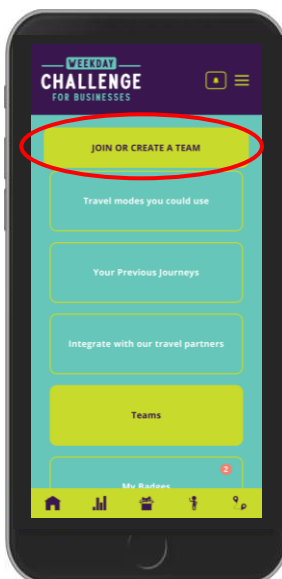 WEEKDAY
CHALLENGE
FOR BUSINESSES
JOIN OR CREATE A TEAM
Travel modes you could use
Your Previous Journeys
Integrate with our travel partners
Teams
2
My Badges